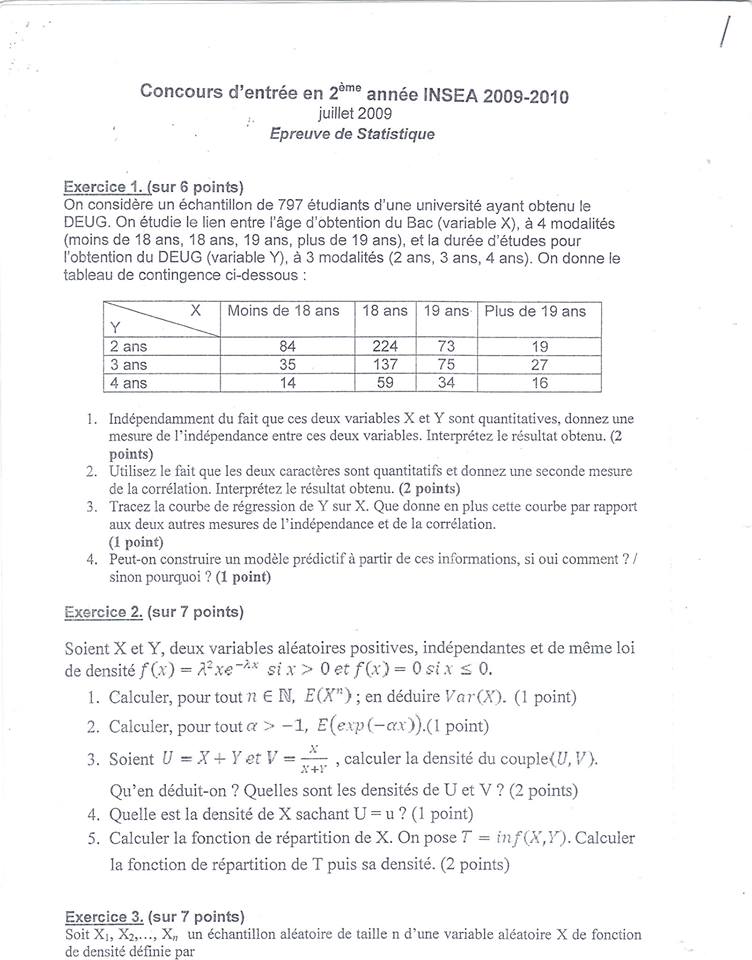 Concours d'entrée en 2ème année INSEA 2009-2010
juillet 2009
Epreuve de Statistique
Exercice 1. (sur 6 points)
On considère un échantillon de 797 étudiants d'une université ayant obtenu le
DEUG. On étudie le lien entre l'âge d'obtention du Bac (variable X), à 4 modalités
(moins de 18 ans, 18 ans, 19 ans, plus de 19 ans), et la durée d'études pour
l'obtention du DEUG (variable Y), à 3 modalités (2 ans, 3 ans, 4 ans). On donne le
tableau de contingence ci-dessous :
X Moins de 18 ans 18 ans 19 ans Plus de 19 ans
Y
2 ans 84 224 73 19
3 ans 35 137 75 27
4 ans 14 59 34 16
1. Indépendamment du fait que ces deux variables X et Y sont quantitatives, donnez une
mesure de l'indépendance entre ces deux variables. Interprétez le résultat obtenu. (2
points)
2. Utilisez le fait que les deux caractères sont quantitatifs et donnez une seconde mesure
de la corrélation. Interprétez le résultat obtenu. (2 points)
3. Tracez la courbe de régression de Y sur X. Que donne en plus cette courbe par rapport
aux deux autres mesures de l'indépendance et de la corrélation.
(1 point)
4. Peut-on construire un modèle prédictif à partir de ces informations, si oui comment ? /
sinon pourquoi ? (1 point)
Exercice 2. (sur 7 points)
Soient X et Y, deux variables aléatoires positives, indépendantes et de même loi
de densité f(x) = λ²xe^{-λx} si x > 0 et f(x) = 0 si x ≤ 0.
1. Calculer, pour tout n ∈ ℕ, E(Xⁿ) ; en déduire Var(X). (1 point)
2. Calculer, pour tout α > −1, E(exp(−αx)).(1 point)
3. Soient U = X + Y et V = X/(X+Y) , calculer la densité du couple(U, V).
Qu'en déduit-on ? Quelles sont les densités de U et V ? (2 points)
4. Quelle est la densité de X sachant U = u ? (1 point)
5. Calculer la fonction de répartition de X. On pose T = inf(X,Y). Calculer
la fonction de répartition de T puis sa densité. (2 points)
Exercice 3. (sur 7 points)
Soit X₁, X₂,..., Xₙ un échantillon aléatoire de taille n d'une variable aléatoire X de fonction
de densité définie par